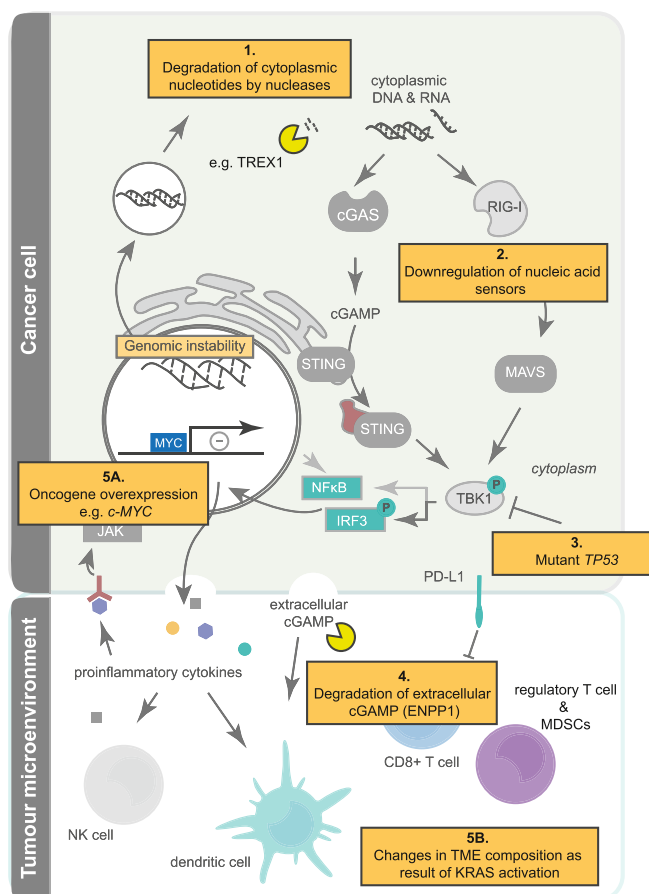 Cancer cell
1.
Degradation of cytoplasmic
nucleotides by nucleases
cytoplasmic
DNA & RNA
e.g. TREX1
cGAS
RIG-I
2.
Downregulation of nucleic acid
sensors
cGAMP
Genomic instability
STING
MAVS
STING
MYC
−
cytoplasm
5A.
Oncogene overexpression
e.g. c-MYC
JAK
NFκB
IRF3
P
TBK1
P
3.
Mutant TP53
PD-L1
Tumour microenvironment
extracellular
cGAMP
proinflammatory cytokines
4.
Degradation of extracellular
cGAMP (ENPP1)
regulatory T cell
&
MDSCs
CD8+ T cell
NK cell
dendritic cell
5B.
Changes in TME composition as
result of KRAS activation